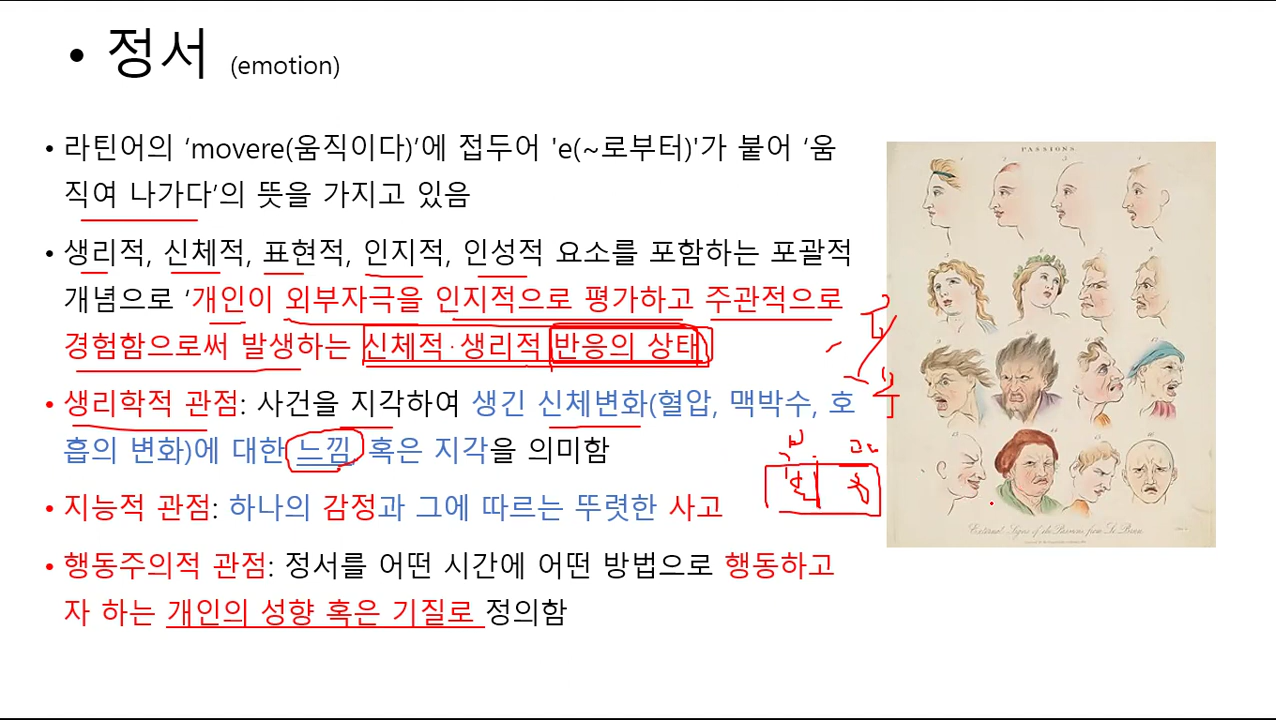 • 정서 (emotion)
• 라틴어의 ‘movere(움직이다)’에 접두어 'e(~로부터)'가 붙어 ‘움
직여 나가다’의 뜻을 가지고 있음
• 생리적, 신체적, 표현적, 인지적, 인성적 요소를 포함하는 포괄적
개념으로 ‘개인이 외부자극을 인지적으로 평가하고 주관적으로
경험함으로써 발생하는 신체적·생리적 반응의 상태
• 생리학적 관점: 사건을 지각하여 생긴 신체변화(혈압, 맥박수, 호
흡의 변화)에 대한 느낌 혹은 지각을 의미함
• 지능적 관점: 하나의 감정과 그에 따르는 뚜렷한 사고
• 행동주의적 관점: 정서를 어떤 시간에 어떤 방법으로 행동하고
자 하는 개인의 성향 혹은 기질로 정의함
PASSIONS
External Signs of the Passions from Le Brun